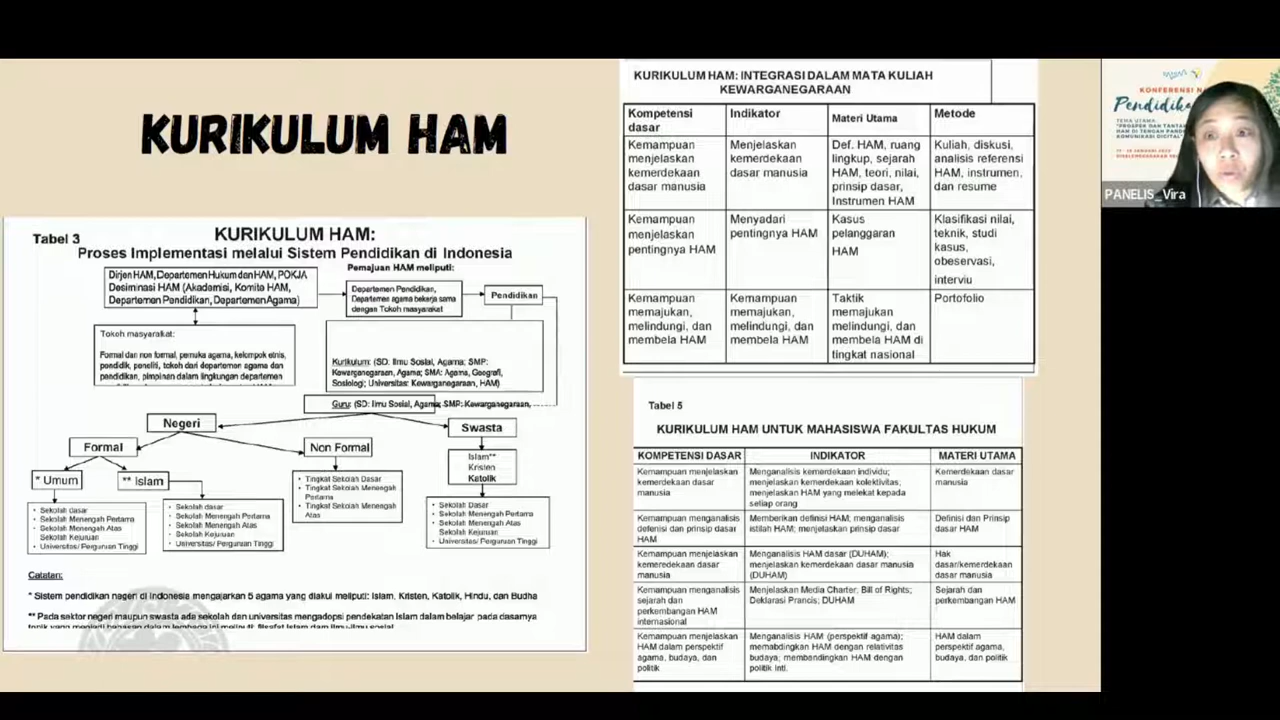 KURIKULUM HAM
Tabel 3
KURIKULUM HAM:
Proses Implementasi melalui Sistem Pendidikan di Indonesia
Dirjen HAM, Departemen Hukum dan HAM, POKJA
Desiminasi HAM (Akademisi, Komite HAM,
Departemen Pendidikan, Departemen Agama)
Pemajuan HAM meliputi:
Departemen Pendidikan,
Departemen agama bekerja sama
dengan Tokoh masyarakat
Pendidikan
Tokoh masyarakat:
Formal dan non formal, pemuka agama, kelompok etnis,
pendidik, peneliti, tokoh dari departemen agama dan
pendidikan, pimpinan dalam lingkungan departemen
Kurikulum: (SD: Ilmu Sosial, Agama; SMP:
Kewarganegaraan, Agama; SMA: Agama, Geografi,
Sosiologi; Universitas: Kewarganegaraan, HAM)
Guru: (SD: Ilmu Sosial, Agama; SMP: Kewarganegaraan,
Negeri
Swasta
Formal
Non Formal
Islam**
Kristen
Katolik
* Umum
** Islam
• Tingkat Sekolah Dasar
• Tingkat Sekolah Menengah
Pertama
• Tingkat Sekolah Menengah
Atas
• Sekolah dasar
• Sekolah Menengah Pertama
• Sekolah Menengah Atas
Sekolah Kejuruan
• Universitas/ Perguruan Tinggi
• Sekolah dasar
• Sekolah Menengah Pertama
• Sekolah Menengah Atas
• Sekolah Kejuruan
• Universitas/ Perguruan Tinggi
• Sekolah Dasar
• Sekolah Menengah Pertama
• Sekolah Menengah Atas
Sekolah Kejuruan
• Universitas/ Perguruan Tinggi
Catatan:
* Sistem pendidikan negeri di Indonesia mengajarkan 5 agama yang diakui meliputi: Islam, Kristen, Katolik, Hindu, dan Budha
** Pada sektor negeri maupun swasta ada sekolah dan universitas mengadopsi pendekatan Islam dalam belajar pada dasarnya
KURIKULUM HAM: INTEGRASI DALAM MATA KULIAH
KEWARGANEGARAAN
Kompetensi
dasar
Indikator
Materi Utama
Metode
Kemampuan
menjelaskan
kemerdekaan
dasar manusia
Menjelaskan
kemerdekaan
dasar manusia
Def. HAM, ruang
lingkup, sejarah
HAM, teori, nilai,
prinsip dasar,
Instrumen HAM
Kuliah, diskusi,
analisis referensi
HAM, instrumen,
dan resume
Kemampuan
menjelaskan
pentingnya HAM
Menyadari
pentingnya HAM
Kasus
pelanggaran
HAM
Klasifikasi nilai,
teknik, studi
kasus,
obeservasi,
interviu
Kemampuan
memajukan,
melindungi, dan
membela HAM
Kemampuan
memajukan,
melindungi, dan
membela HAM
Taktik
memajukan
melindungi, dan
membela HAM di
tingkat nasional
Portofolio
Tabel 5
KURIKULUM HAM UNTUK MAHASISWA FAKULTAS HUKUM
KOMPETENSI DASAR
INDIKATOR
MATERI UTAMA
Kemampuan menjelaskan
kemerdekaan dasar
manusia
Menganalisis kemerdekaan individu;
menjelaskan kemerdekaan kolektivitas;
menjelaskan HAM yang melekat kepada
setiap orang
Kemerdekaan dasar
manusia
Kemampuan menganalisis
defenisi dan prinsip dasar
HAM
Memberikan definisi HAM; menganalisis
istilah HAM; menjelaskan prinsip dasar
Definisi dan Prinsip
dasar HAM
Kemampuan menjelaskan
kemeredekaan dasar
manusia
Menganalisis HAM dasar (DUHAM);
menjelaskan kemerdekaan dasar manusia
(DUHAM)
Hak
dasar/kemerdekaan
dasar manusia
Kemampuan menganalisis
sejarah dan
perkembangan HAM
internasional
Menjelaskan Media Charter; Bill of Rights;
Deklarasi Prancis; DUHAM
Sejarah dan
perkembangan HAM
Kemampuan menjelaskan
HAM dalam perspektif
agama, budaya, dan
politik
Menganalisis HAM (perspektif agama);
memabdingkan HAM dengan relativitas
budaya; membandingkan HAM dengan
politik Intl.
HAM dalam
perspektif agama,
budaya, dan politik
KONFERENSI
Pendidika
TEMA UTAMA:
KOMUNIKASI DIGITAL
PANELIS_Vira